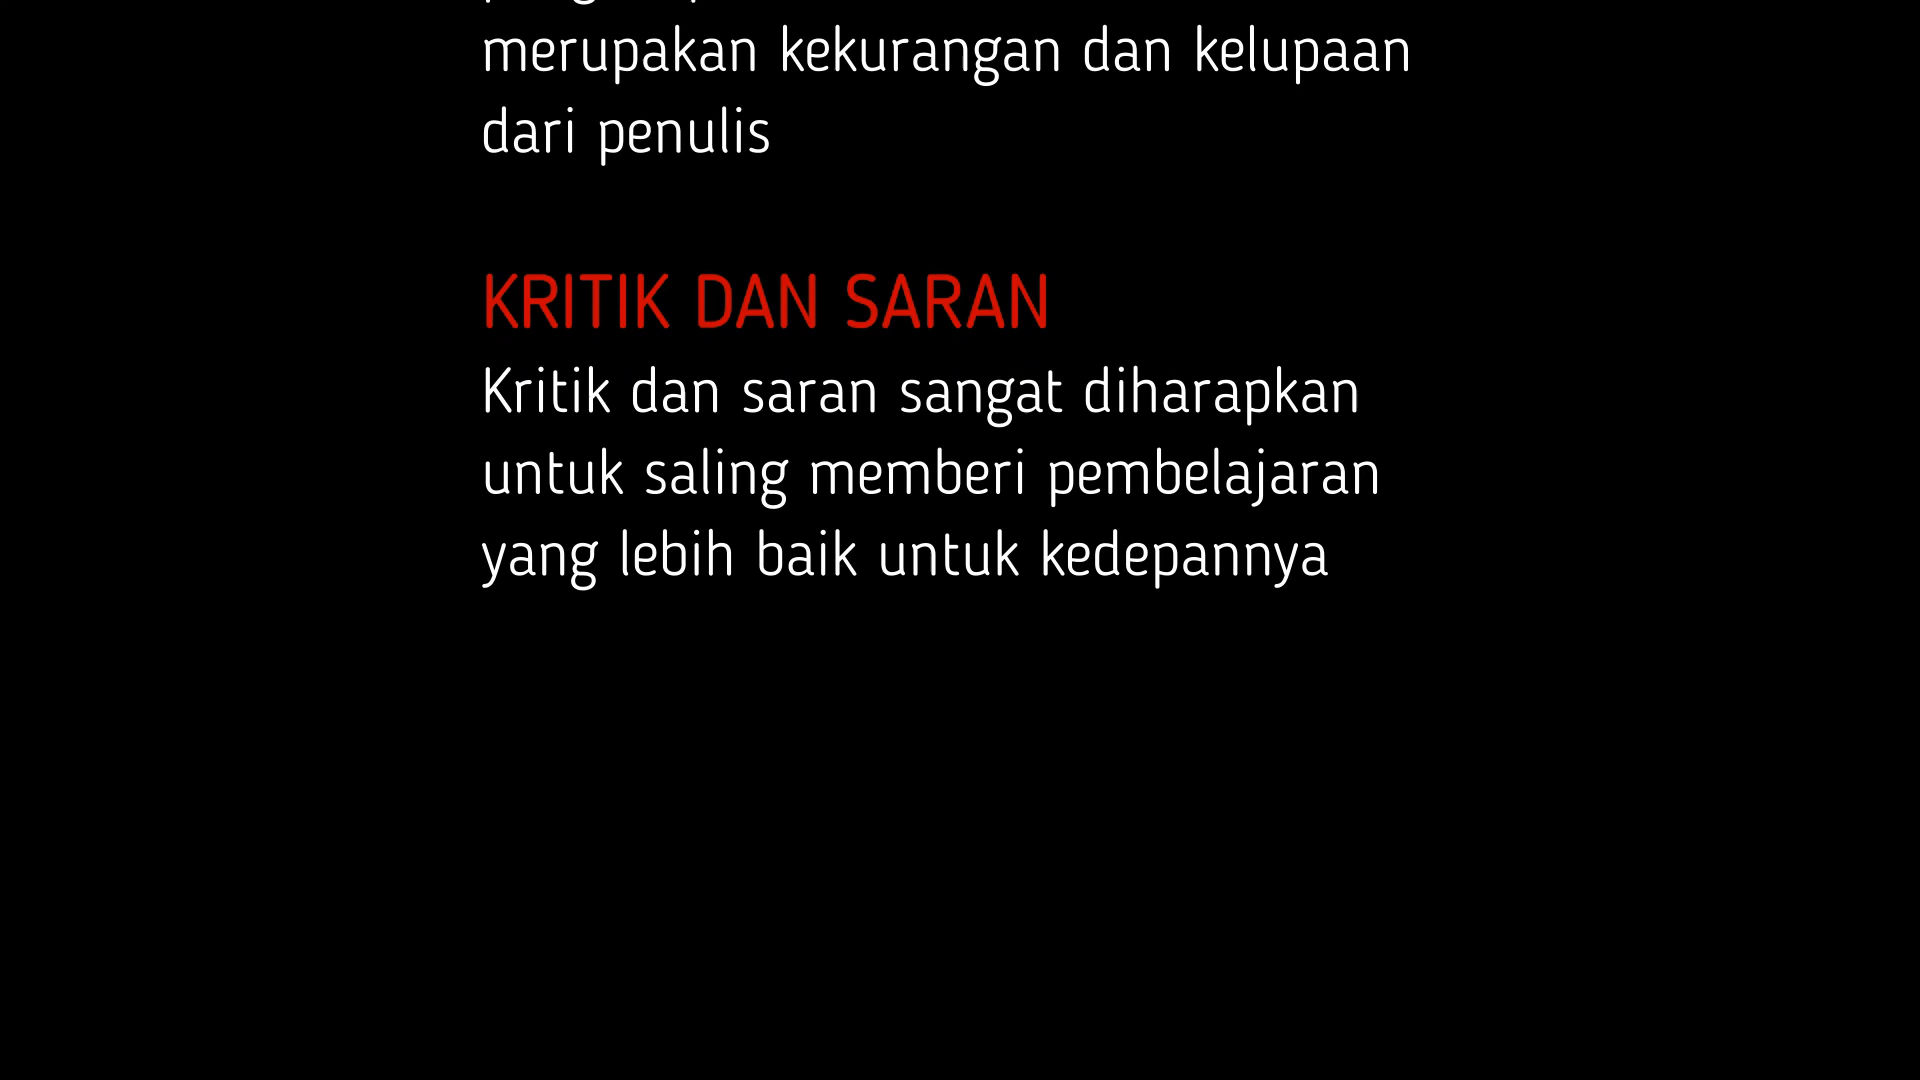 merupakan kekurangan dan kelupaan
dari penulis
KRITIK DAN SARAN
Kritik dan saran sangat diharapkan
untuk saling memberi pembelajaran
yang lebih baik untuk kedepannya